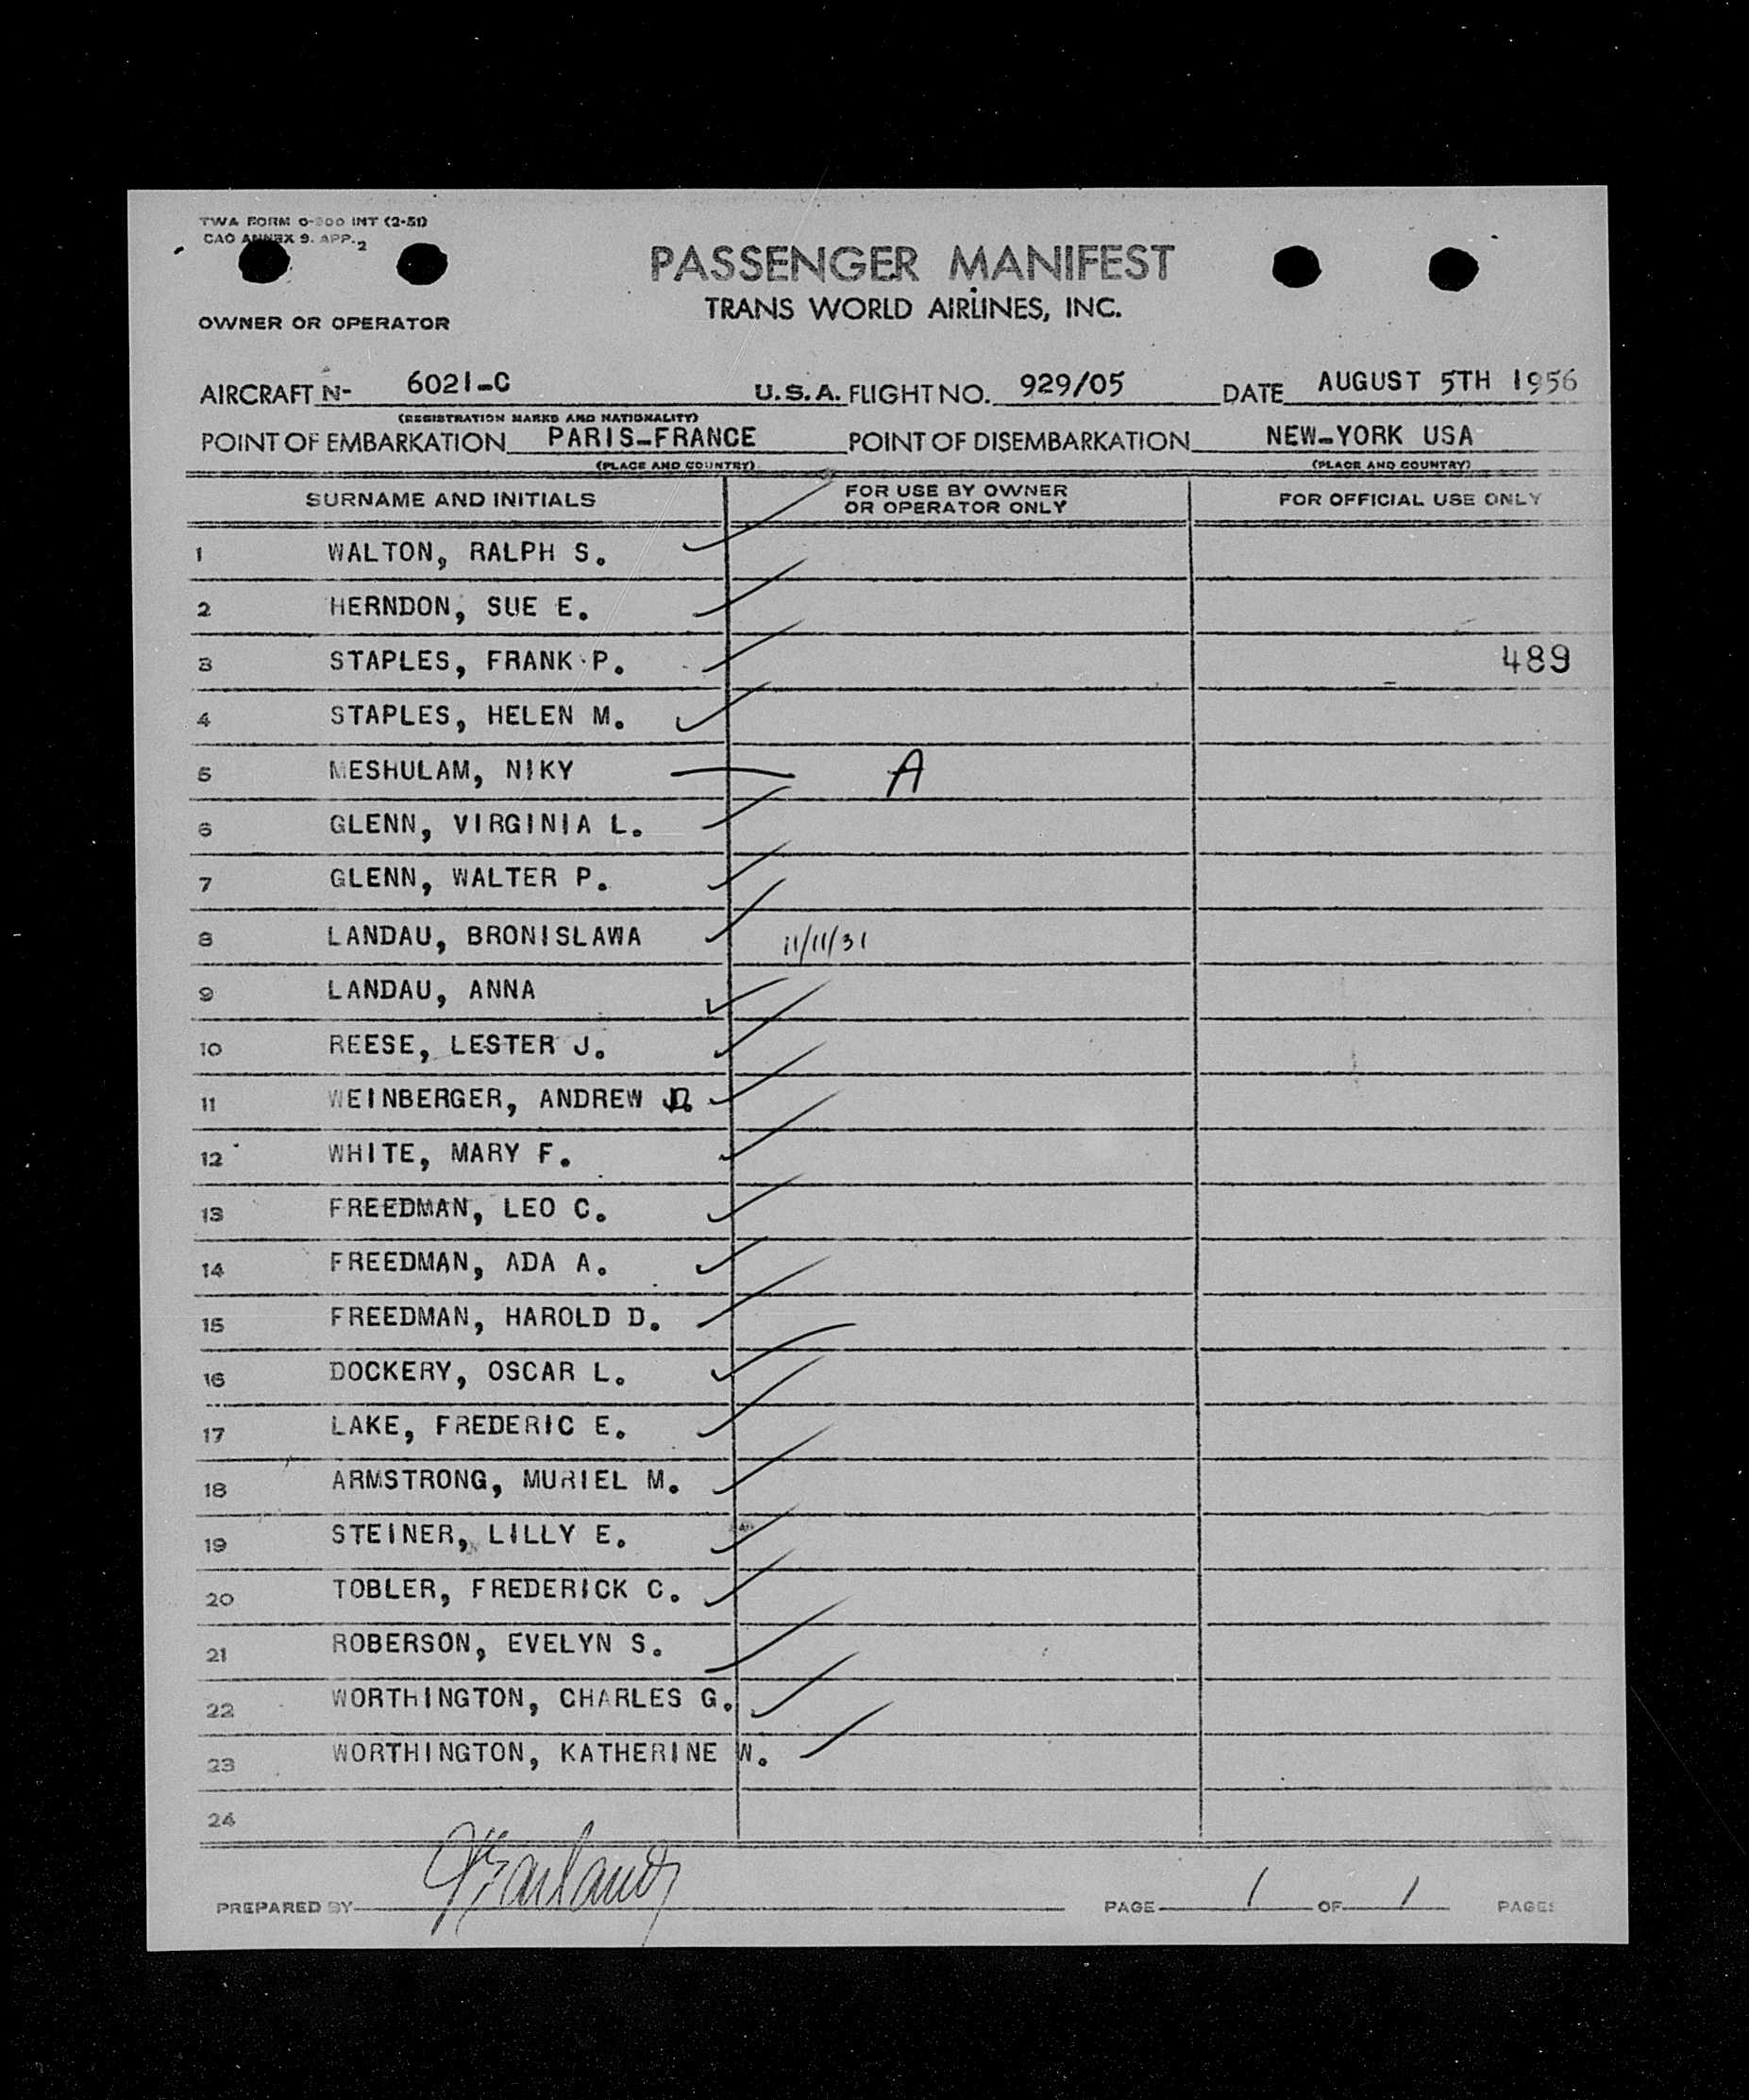 TWA FORM 0-300 INT (2-51)
CAO ANNEX 9. APP. 2
PASSENGER MANIFEST
TRANS WORLD AIRLINES, INC.
OWNER OR OPERATOR
AIRCRAFT N- 6021-C U.S.A. FLIGHT NO. 929/05 DATE AUGUST 5TH 1956
(REGISTRATION MARKS AND NATIONALITY)
POINT OF EMBARKATION PARIS-FRANCE POINT OF DISEMBARKATION NEW-YORK USA
(PLACE AND COUNTRY) (PLACE AND COUNTRY)
SURNAME AND INITIALS FOR USE BY OWNER OR OPERATOR ONLY FOR OFFICIAL USE ONLY
1 WALTON, RALPH S.
2 HERNDON, SUE E.
3 STAPLES, FRANK P. 489
4 STAPLES, HELEN M.
5 MESHULAM, NIKY — A
6 GLENN, VIRGINIA L.
7 GLENN, WALTER P.
8 LANDAU, BRONISLAWA 11/11/31
9 LANDAU, ANNA
10 REESE, LESTER J.
11 WEINBERGER, ANDREW
12 WHITE, MARY F.
13 FREEDMAN, LEO C.
14 FREEDMAN, ADA A.
15 FREEDMAN, HAROLD D.
16 DOCKERY, OSCAR L.
17 LAKE, FREDERIC E.
18 ARMSTRONG, MURIEL M.
19 STEINER, LILLY E.
20 TOBLER, FREDERICK C.
21 ROBERSON, EVELYN S.
22 WORTHINGTON, CHARLES G.
23 WORTHINGTON, KATHERINE W.
24
PREPARED BY PAGE 1 OF 1 PAGES